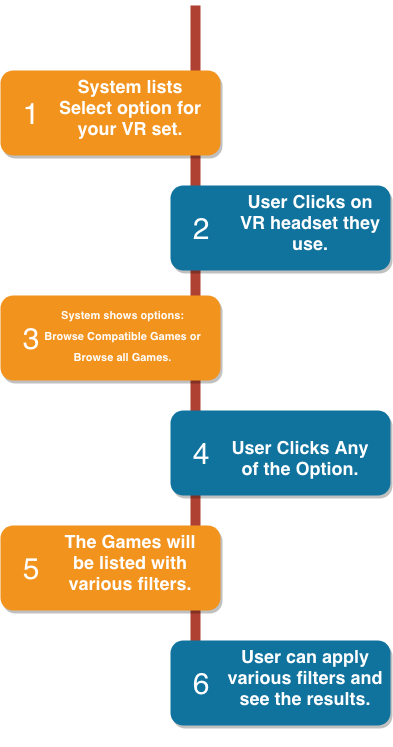 1
System lists
Select option for
your VR set.
2
User Clicks on
VR headset they
use.
3
System shows options:
Browse Compatible Games or
Browse all Games.
4
User Clicks Any
of the Option.
5
The Games will
be listed with
various filters.
6
User can apply
various filters and
see the results.